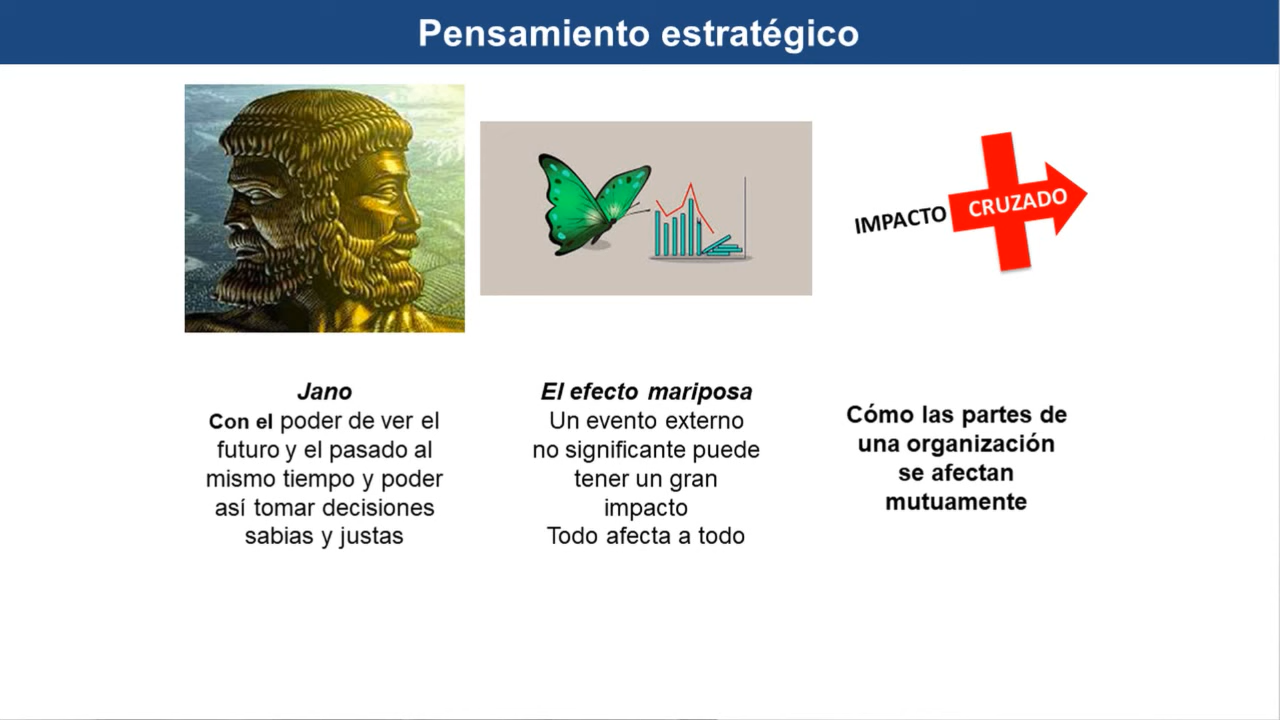 Pensamiento estratégico
IMPACTO CRUZADO
Jano
Con el poder de ver el
futuro y el pasado al
mismo tiempo y poder
así tomar decisiones
sabias y justas
El efecto mariposa
Un evento externo
no significante puede
tener un gran
impacto
Todo afecta a todo
Cómo las partes de
una organización
se afectan
mutuamente